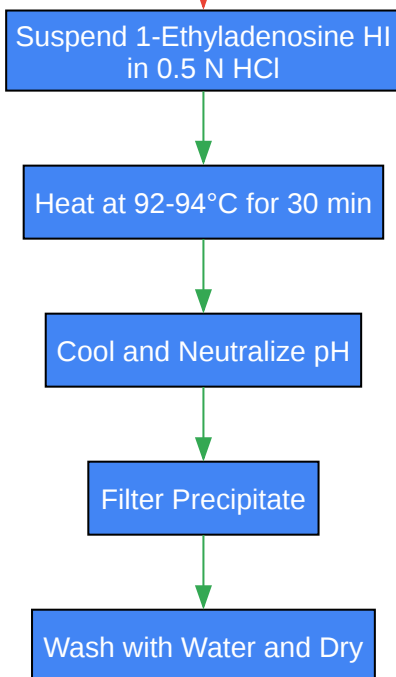 Suspend 1-Ethyladenosine HI
in 0.5 N HCl
Heat at 92-94°C for 30 min
Cool and Neutralize pH
Filter Precipitate
Wash with Water and Dry